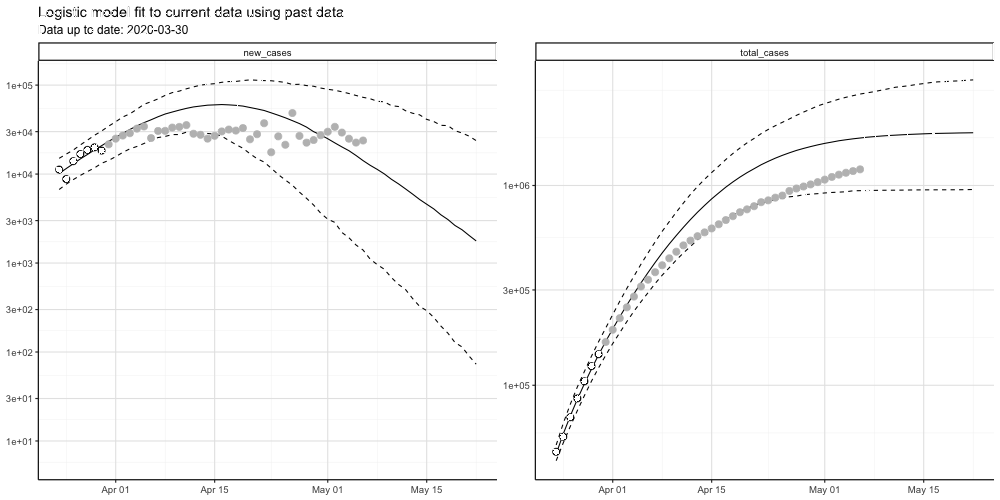 Logistic model fit to current data using past data
Data up to date: 2020-03-30
new_cases
total_cases
1e+05
3e+04
1e+04
3e+03
1e+03
3e+02
1e+02
3e+01
1e+01
Apr 01
Apr 15
May 01
May 15
1e+06
3e+05
1e+05
Apr 01
Apr 15
May 01
May 15